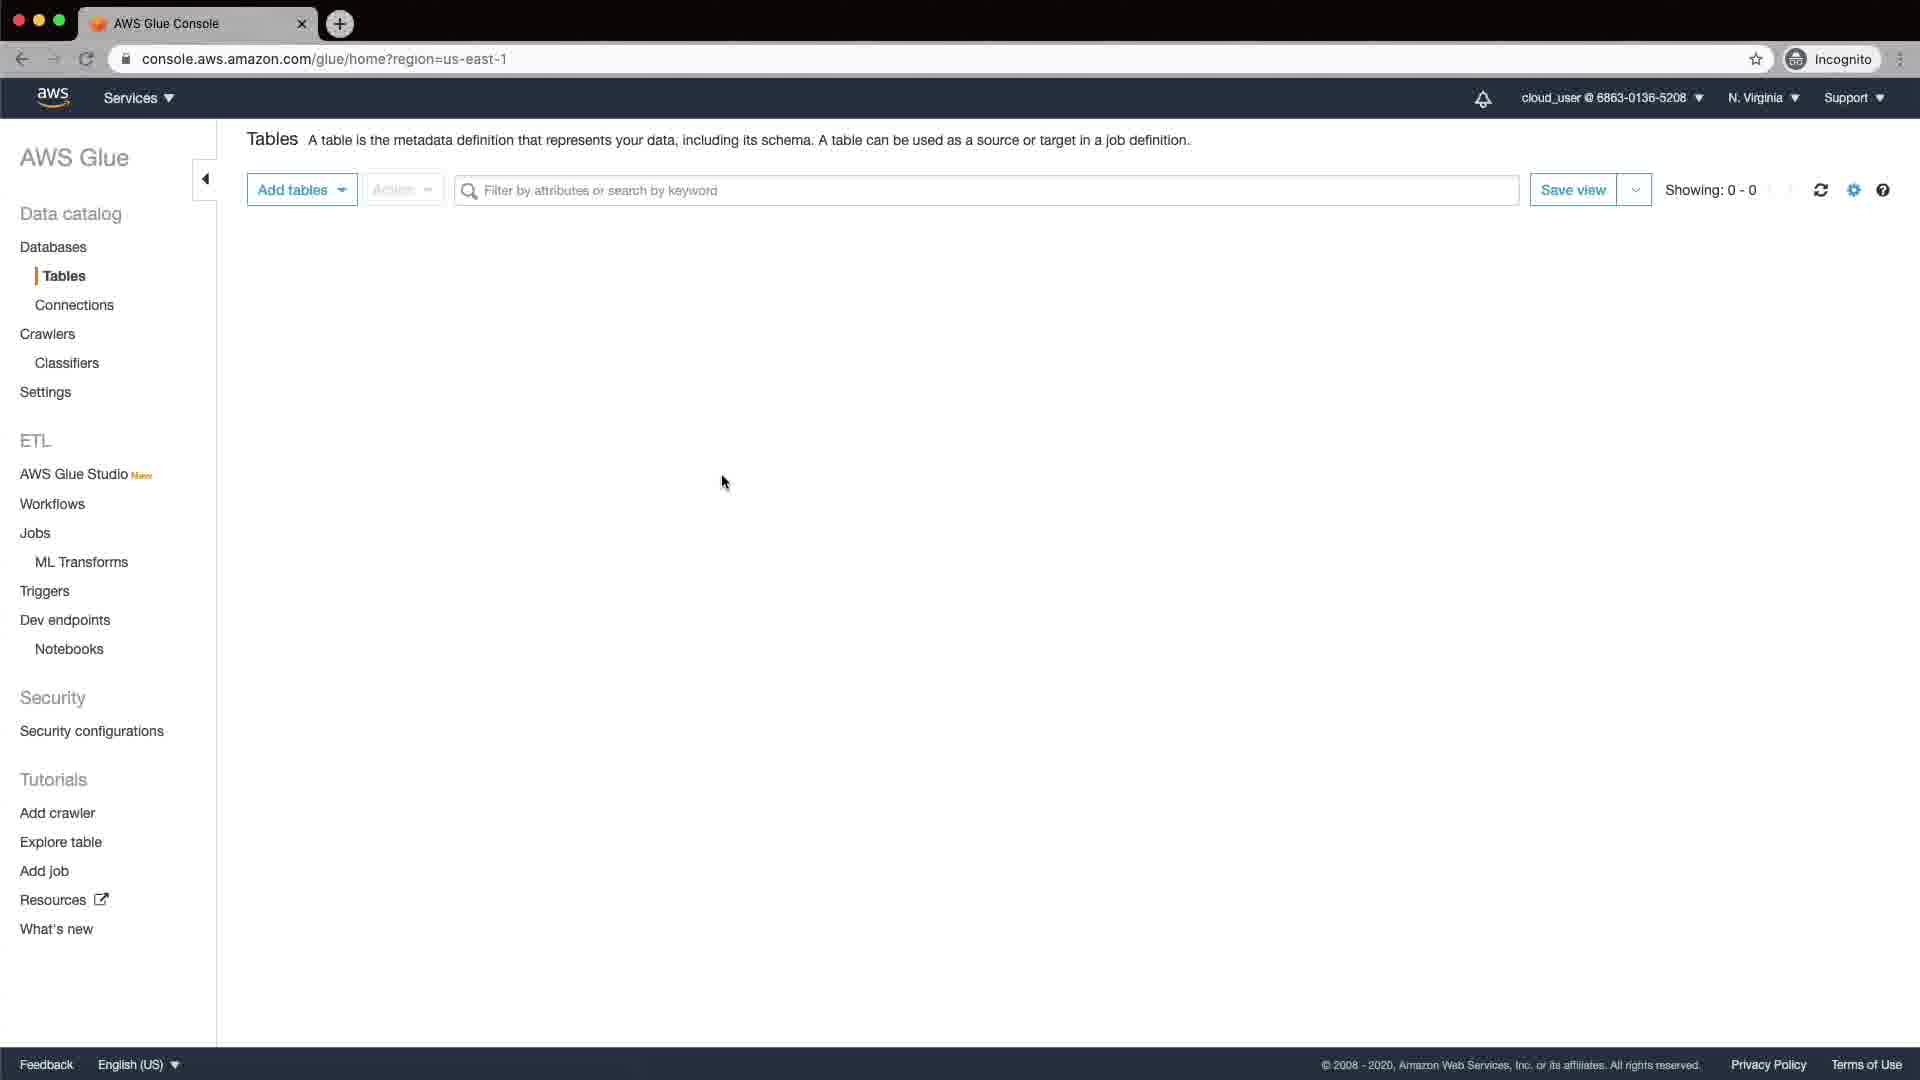 AWS Glue Console
console.aws.amazon.com/glue/home?region=us-east-1
Incognito
aws
Services
cloud_user @ 6863-0136-5208
N. Virginia
Support
AWS Glue
Data catalog
Databases
Tables
Connections
Crawlers
Classifiers
Settings
ETL
AWS Glue Studio New
Workflows
Jobs
ML Transforms
Triggers
Dev endpoints
Notebooks
Security
Security configurations
Tutorials
Add crawler
Explore table
Add job
Resources
What's new
Tables A table is the metadata definition that represents your data, including its schema. A table can be used as a source or target in a job definition.
Add tables
Action
Filter by attributes or search by keyword
Save view
Showing: 0 - 0
Feedback
English (US)
© 2008 - 2020, Amazon Web Services, Inc. or its affiliates. All rights reserved.
Privacy Policy
Terms of Use